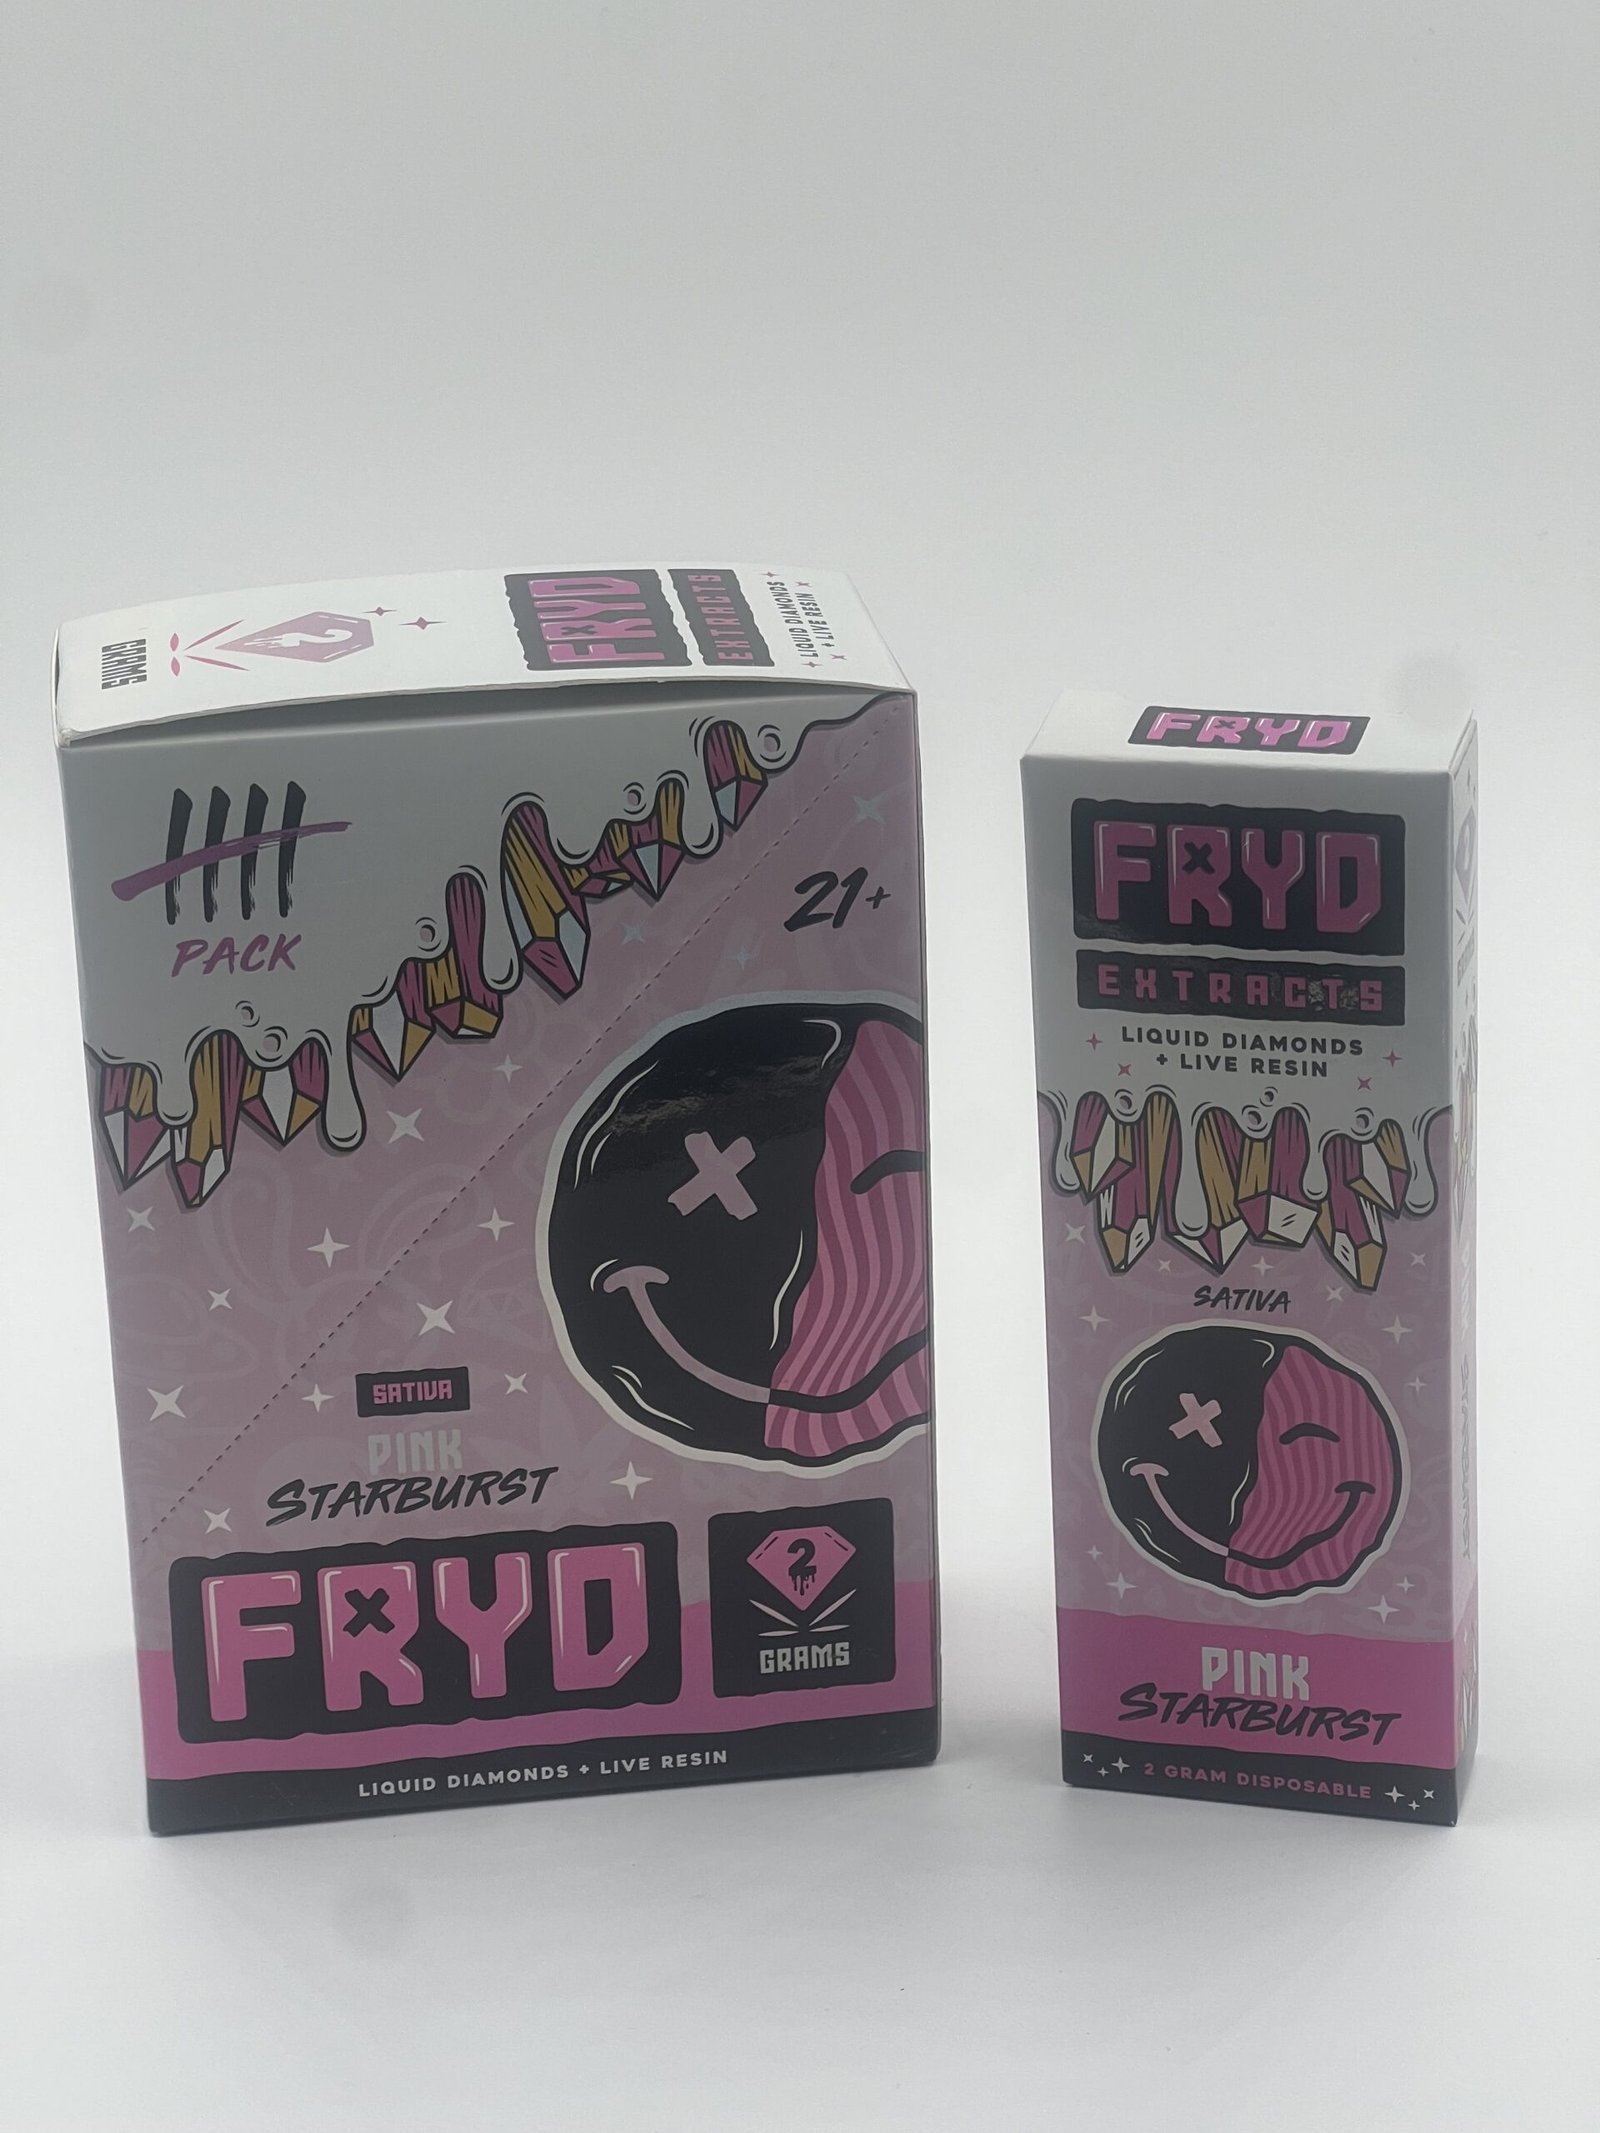 GRAMS
2
FRYD
EXTRACTS
LIQUID DIAMONDS
+ LIVE RESIN
PACK
21+
SATIVA
PINK
STARBURST
FRYD
2
GRAMS
LIQUID DIAMONDS + LIVE RESIN
FRYD
FRYD
EXTRACTS
LIQUID DIAMONDS
+ LIVE RESIN
SATIVA
PINK
STARBURST
2 GRAM DISPOSABLE